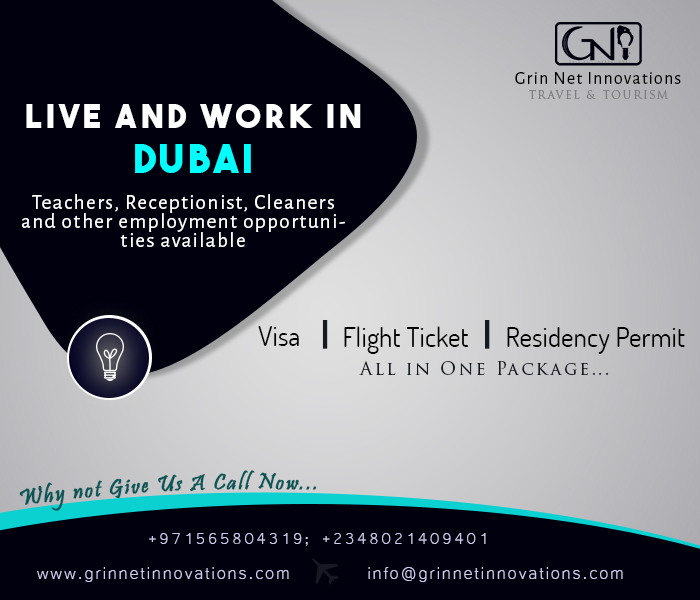 GNI
Grin Net Innovations
TRAVEL & TOURISM
LIVE AND WORK IN
DUBAI
Teachers, Receptionist, Cleaners
and other employment opportuni-
ties available
Visa | Flight Ticket | Residency Permit
All in One Package...
Why not Give Us A Call Now...
+971565804319; +2348021409401
www.grinnetinnovations.com info@grinnetinnovations.com